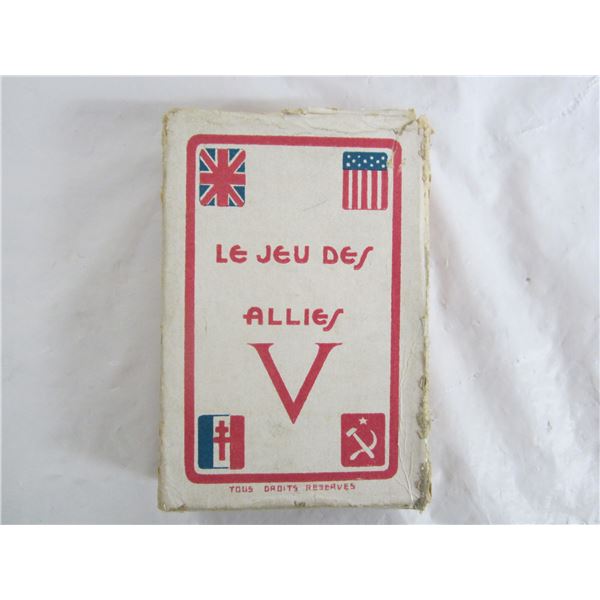 LE JEU DES
ALLIES
V
TOUS DROITS RESERVES